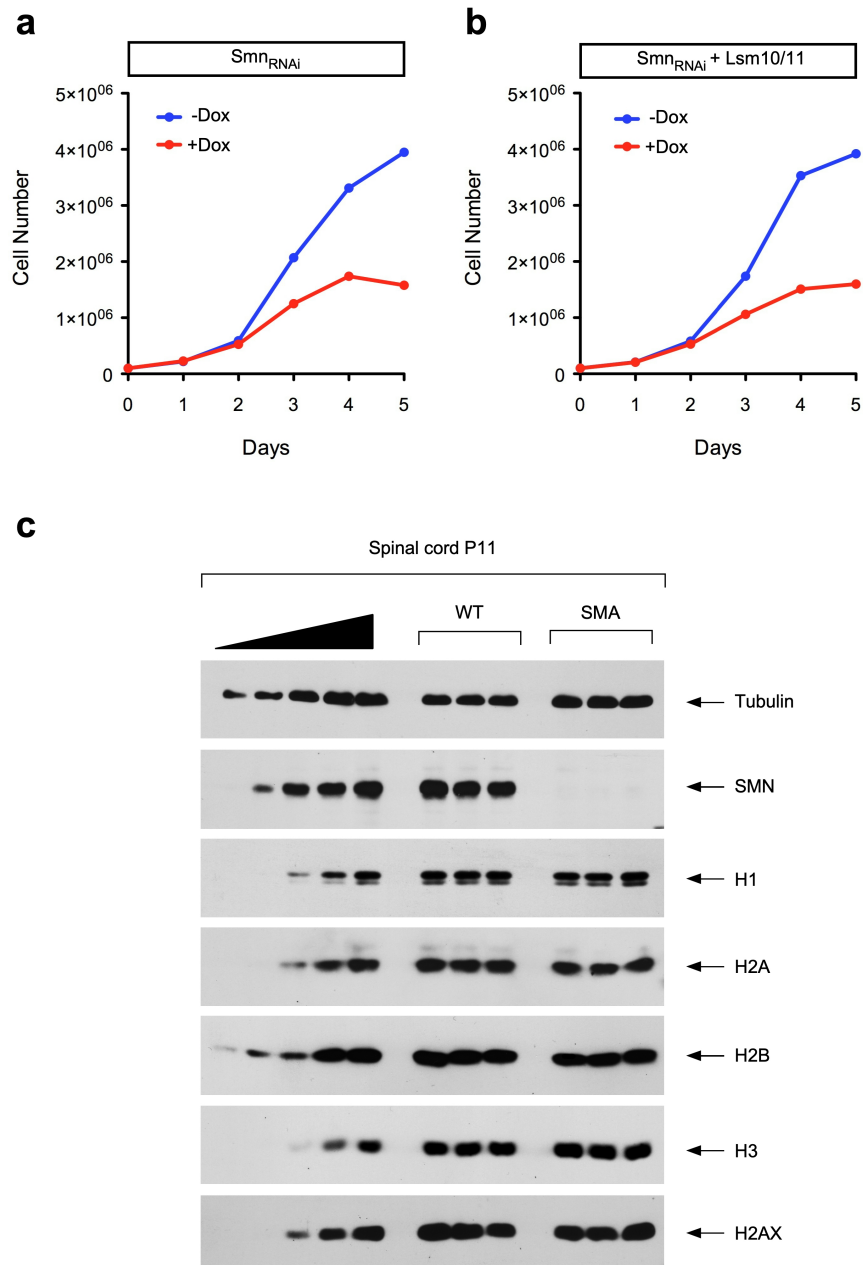 a
Smn_RNAi
-Dox
+Dox
Cell Number
5×10^06
4×10^06
3×10^06
2×10^06
1×10^06
0
0 1 2 3 4 5
Days
b
Smn_RNAi + Lsm10/11
-Dox
+Dox
Cell Number
5×10^06
4×10^06
3×10^06
2×10^06
1×10^06
0
0 1 2 3 4 5
Days
c
Spinal cord P11
WT SMA
Tubulin
SMN
H1
H2A
H2B
H3
H2AX